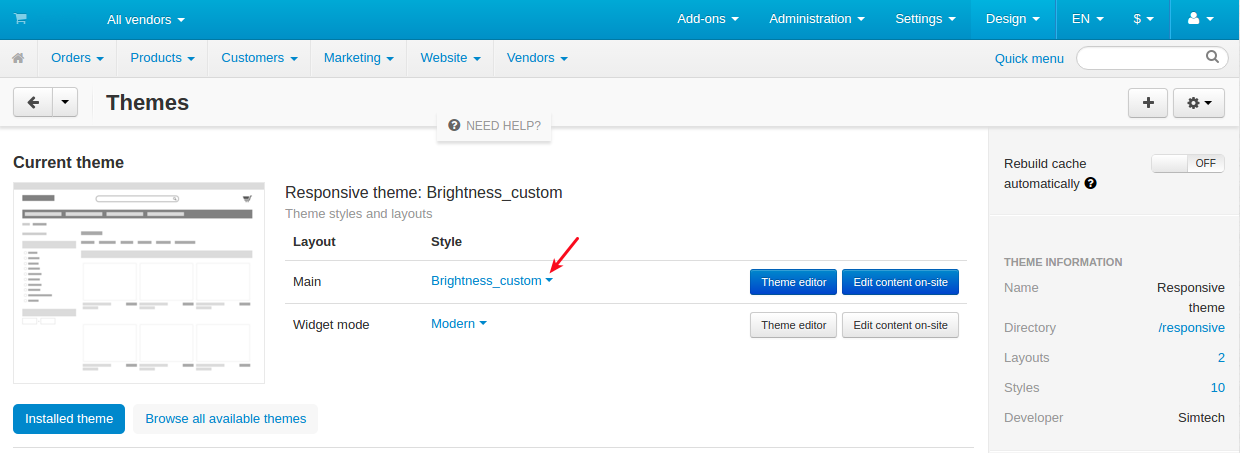 All vendors Add-ons Administration Settings Design EN $
Orders Products Customers Marketing Website Vendors Quick menu
Themes
NEED HELP?
Current theme
Rebuild cache automatically OFF
Responsive theme: Brightness_custom
Theme styles and layouts
Layout Style
Main Brightness_custom Theme editor Edit content on-site
Widget mode Modern Theme editor Edit content on-site
Installed theme Browse all available themes
THEME INFORMATION
Name Responsive theme
Directory /responsive
Layouts 2
Styles 10
Developer Simtech